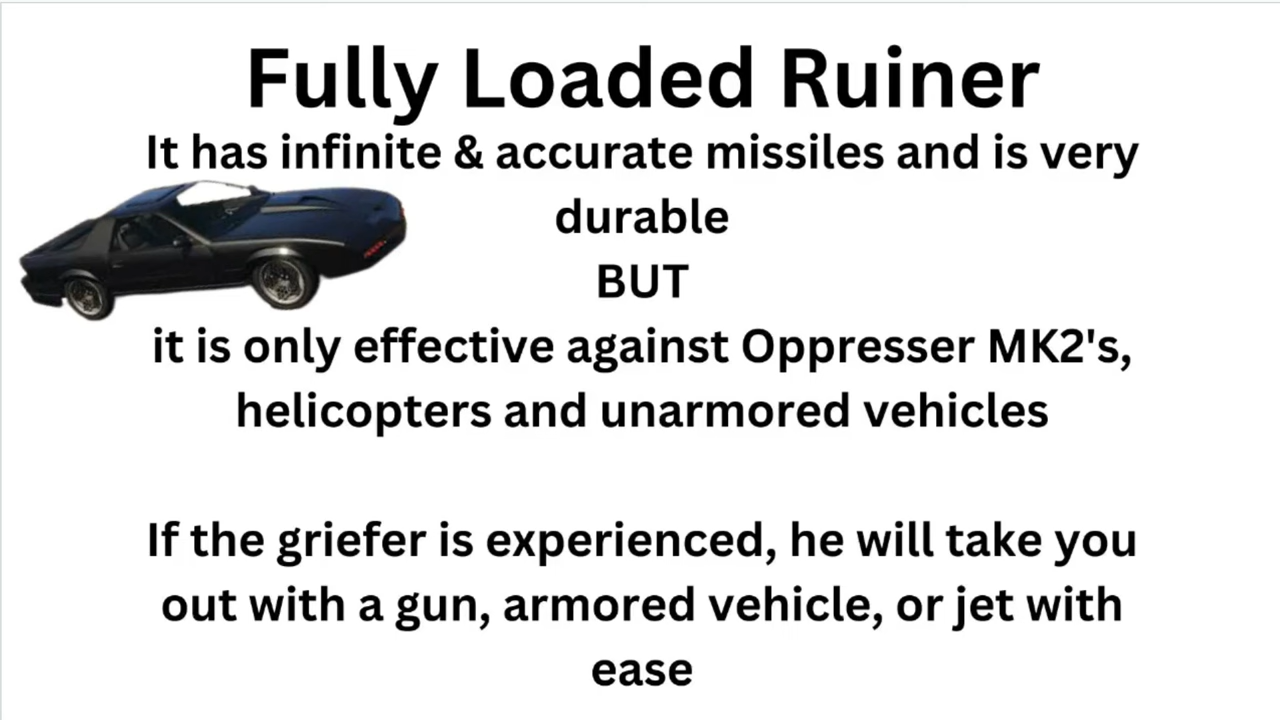 Fully Loaded Ruiner
It has infinite & accurate missiles and is very
durable
BUT
it is only effective against Oppresser MK2's,
helicopters and unarmored vehicles
If the griefer is experienced, he will take you
out with a gun, armored vehicle, or jet with
ease